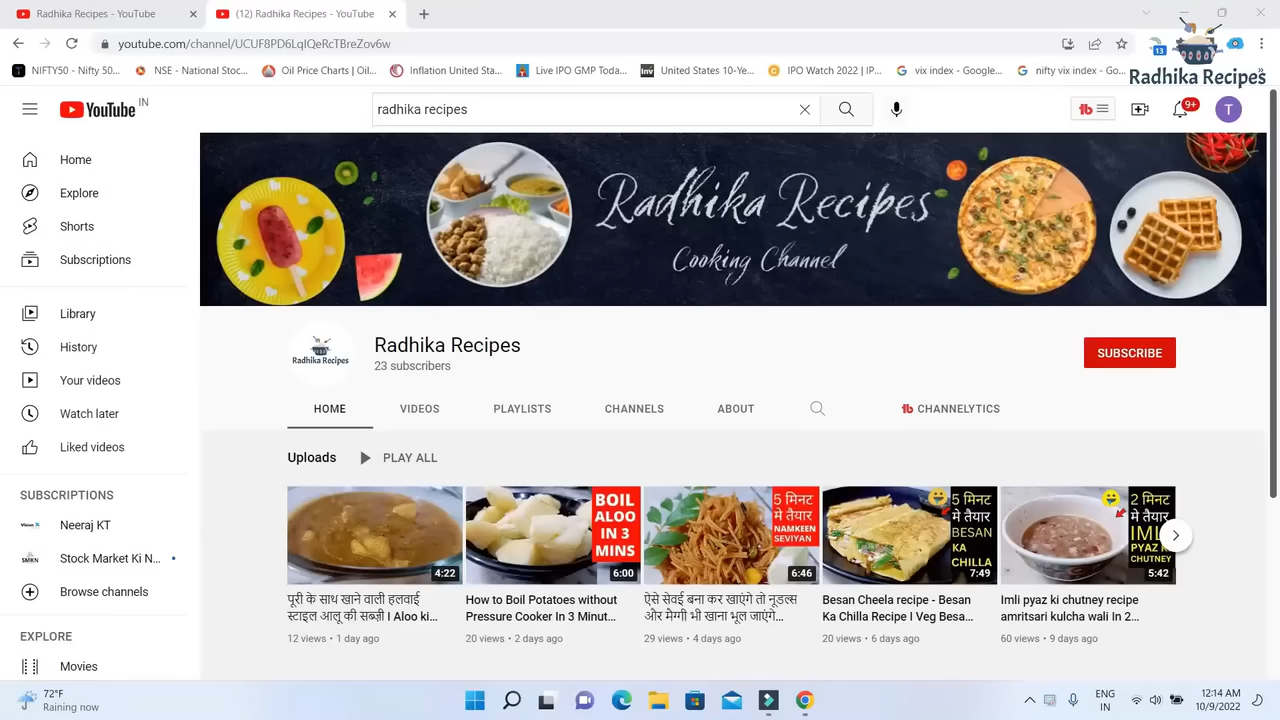 Radhika Recipes - YouTube
(12) Radhika Recipes - YouTube
youtube.com/channel/UCUF8PD6LqIQeRcTBreZov6w
13
NIFTY50 - Nifty 50...
NSE - National Stoc...
Oil Price Charts | Oil...
Inflation United Sta...
Live IPO GMP Toda...
Inv United States 10-Ye...
IPO Watch 2022 | IP...
vix index - Google...
nifty vix index - Go...
Radhika Recipes
YouTube IN
radhika recipes
tb
9+
T
Home
Explore
Shorts
Subscriptions
Library
History
Your videos
Watch later
Liked videos
SUBSCRIPTIONS
Neeraj KT
Stock Market Ki N...
Browse channels
EXPLORE
Movies
Radhika Recipes
Cooking Channel
Radhika Recipes
Radhika Recipes
23 subscribers
SUBSCRIBE
HOME
VIDEOS
PLAYLISTS
CHANNELS
ABOUT
tb CHANNELYTICS
Uploads
PLAY ALL
4:22
पूरी के साथ खाने वाली हलवाई
स्टाइल आलू की सब्ज़ी I Aloo ki...
12 views • 1 day ago
BOIL
ALOO
IN 3
MINS
6:00
How to Boil Potatoes without
Pressure Cooker In 3 Minut...
20 views • 2 days ago
5 मिनट
मे तैयार
NAMKEEN
SEVIYAN
6:46
ऐसे सेवई बना कर खाएंगे तो नूडल्स
और मेग्गी भी खाना भूल जाएंगे...
29 views • 4 days ago
5 मिनट
मे तैयार
BESAN
KA
CHILLA
7:49
Besan Cheela recipe - Besan
Ka Chilla Recipe I Veg Besa...
20 views • 6 days ago
2 मिनट
मे तैयार
IMLI
PYAZ KI
CHUTNEY
5:42
Imli pyaz ki chutney recipe
amritsari kulcha wali In 2...
60 views • 9 days ago
72°F
Raining now
ENG
IN
12:14 AM
10/9/2022